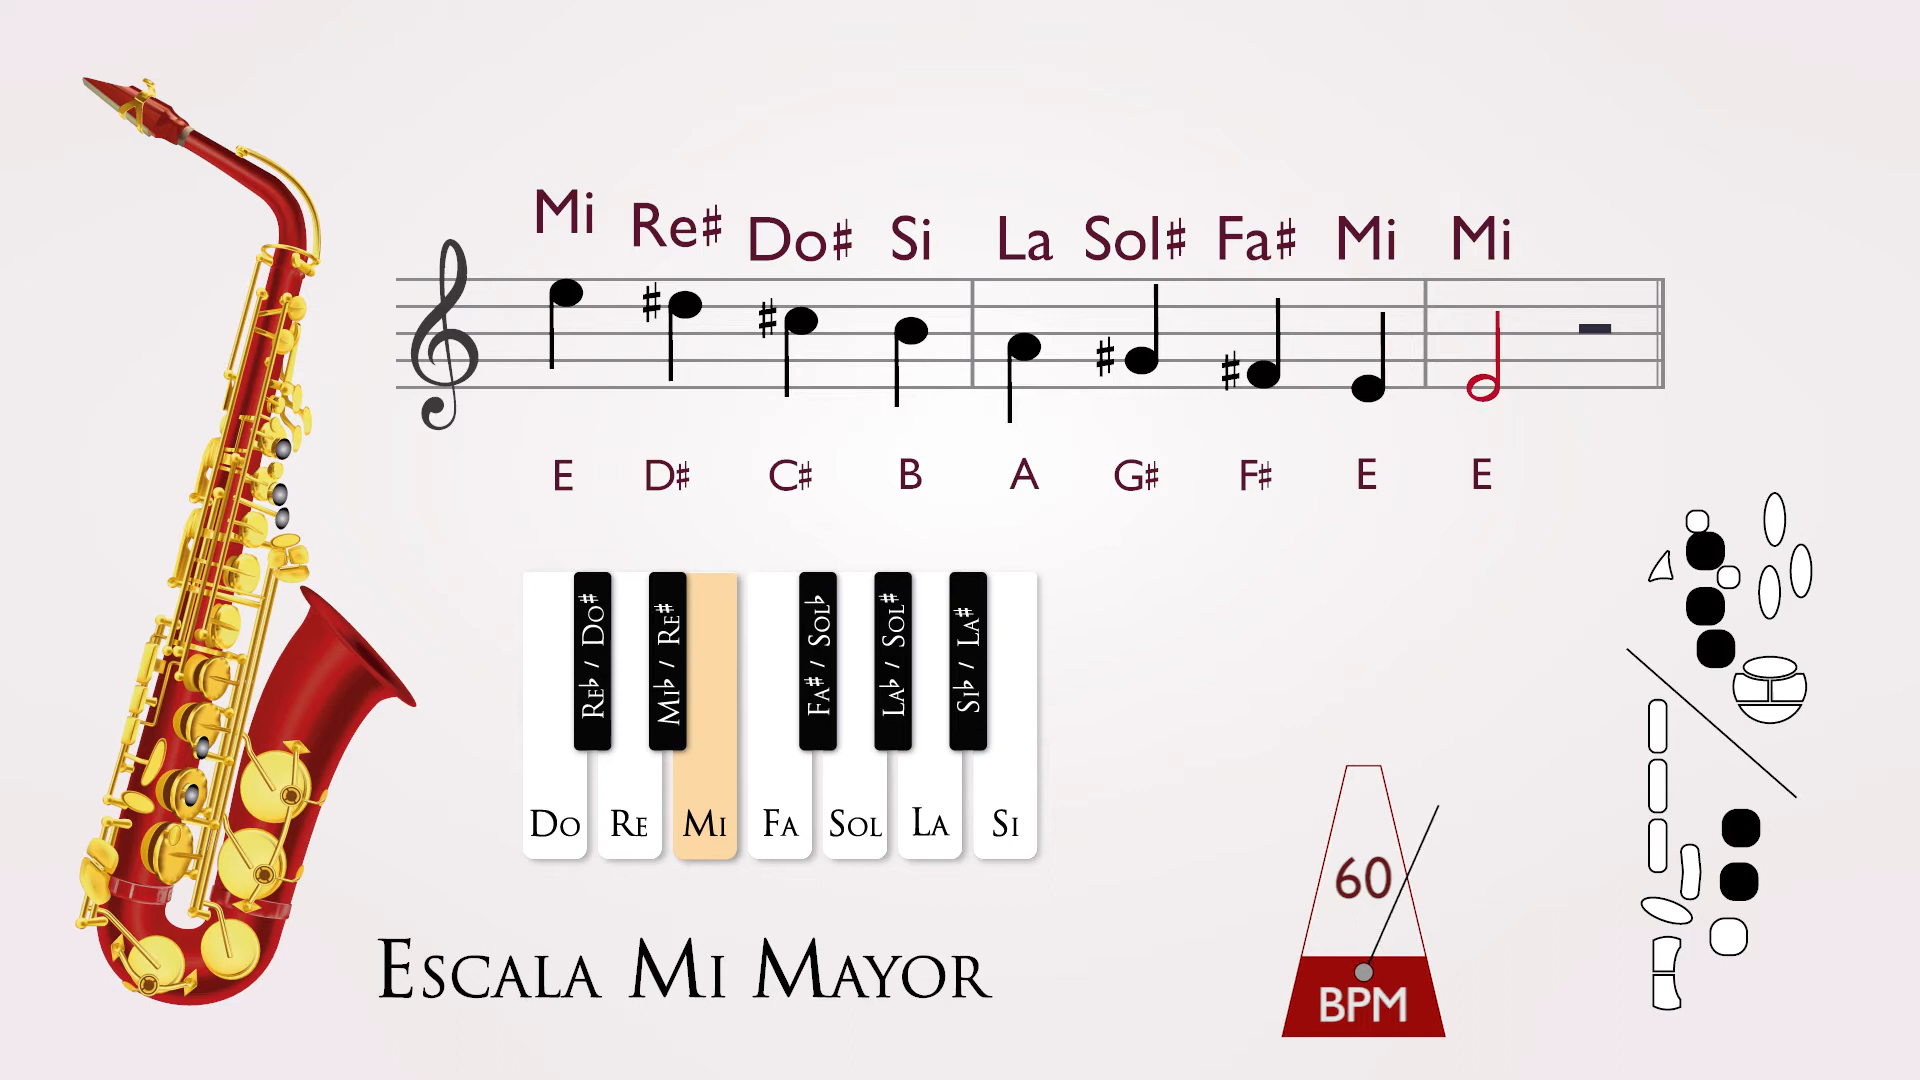 Mi Re♯ Do♯ Si La Sol♯ Fa♯ Mi Mi
E D♯ C♯ B A G♯ F♯ E E
Re♭ / Do♯ Mi♭ / Re♯ Fa♯ / Sol♭ La♭ / Sol♯ Si♭ / La♯
Do Re Mi Fa Sol La Si
60
BPM
Escala Mi Mayor